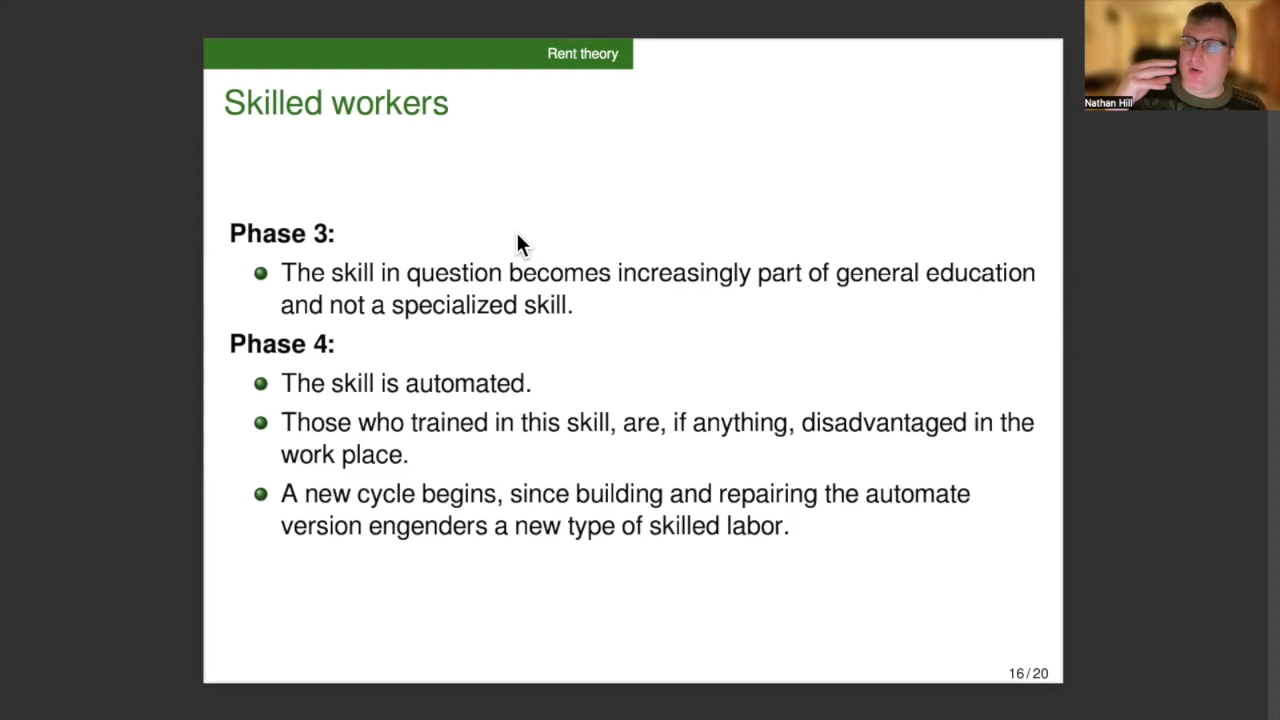 Rent theory
Nathan Hill
Skilled workers
Phase 3:
The skill in question becomes increasingly part of general education
and not a specialized skill.
Phase 4:
The skill is automated.
Those who trained in this skill, are, if anything, disadvantaged in the
work place.
A new cycle begins, since building and repairing the automate
version engenders a new type of skilled labor.
16/20